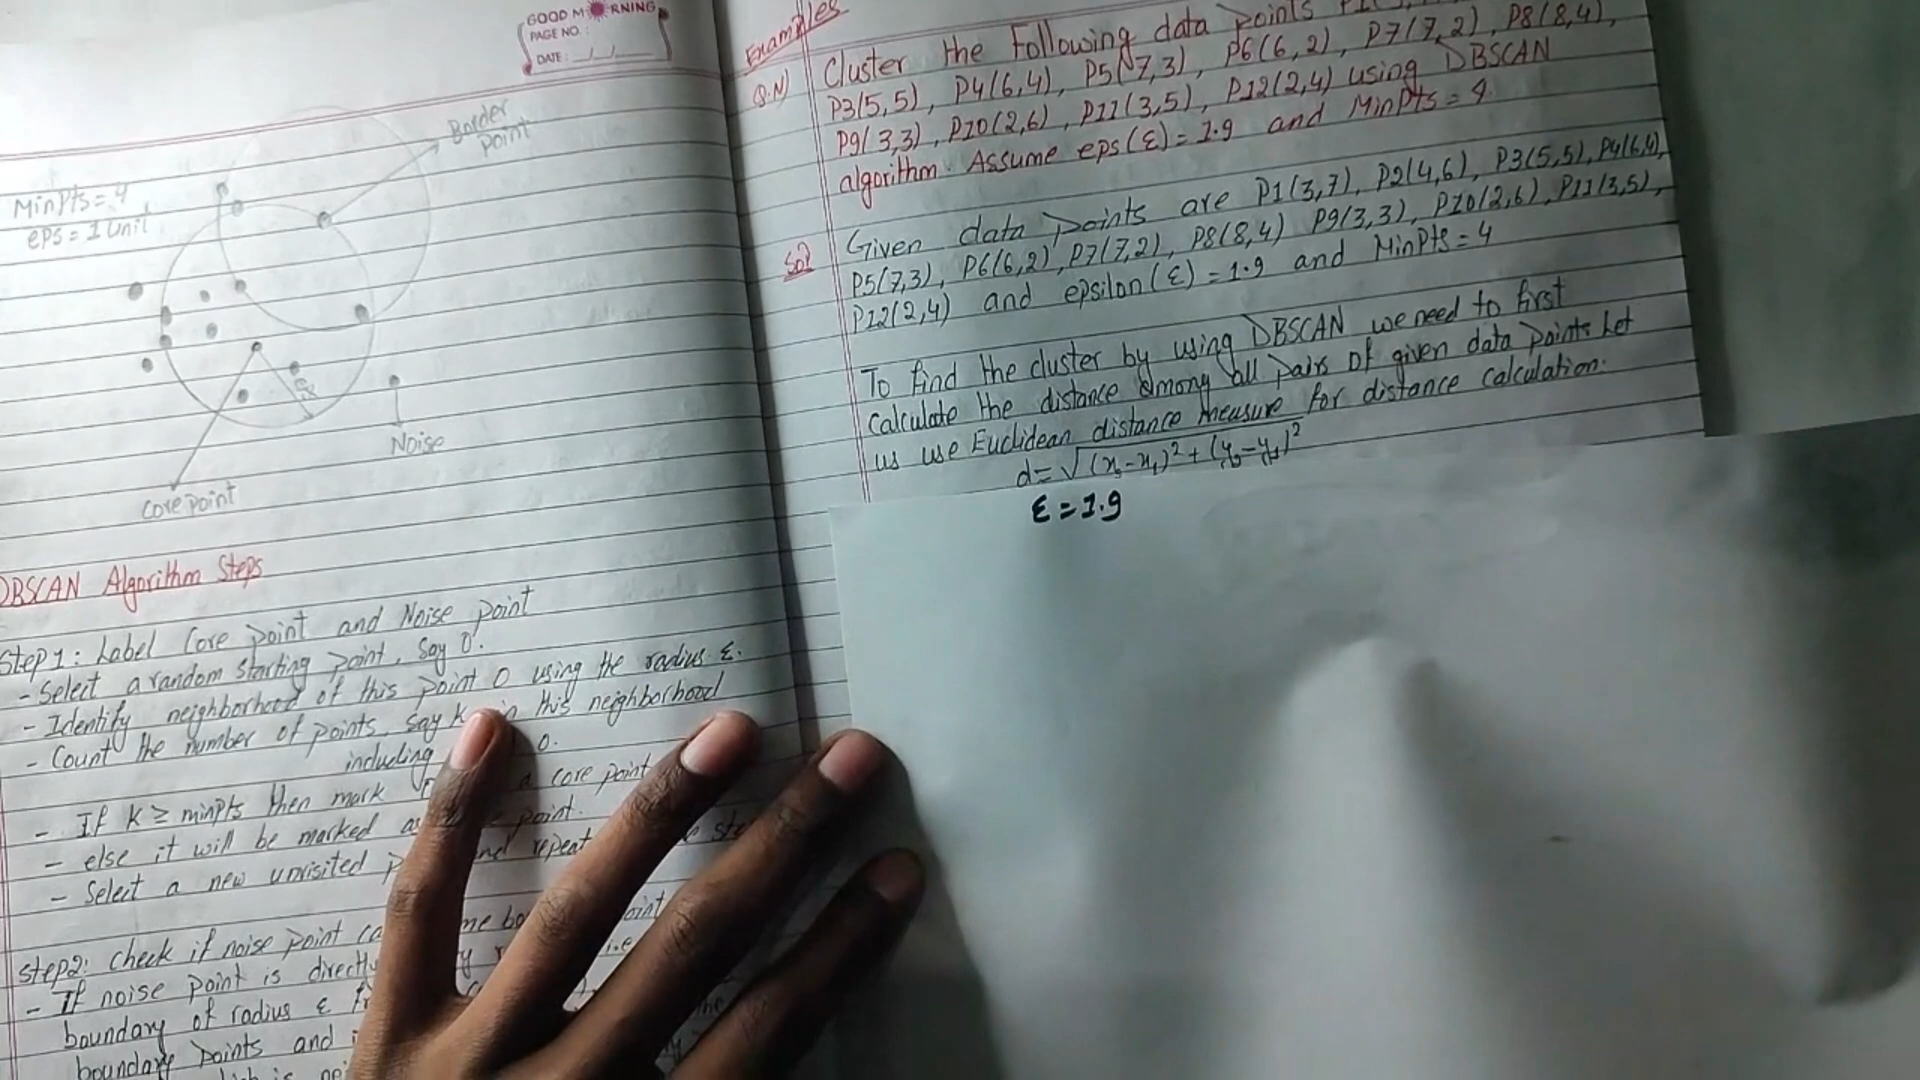 GOOD M RNING
PAGE NO. :
DATE: __/__/__
Border
point
MinPts = 4
eps = 1 Unit
Noise
Core point
DBSCAN Algorithm Steps
Step 1: Label Core point and Noise point
- Select a random starting point, say O.
- Identify neighborhood of this point O using the radius ε.
- Count the number of points, say k in this neighborhood
including O.
- If k ≥ minPts then mark a core point
- else it will be marked as point.
- Select a new unvisited and repeat
Step2: Check if noise point
- If noise point is directly i.e
boundary of radius ε
boundary points and
Examples
Q.N) Cluster the Following data points
P3(5,5), P4(6,4), P5(7,3), P6(6,2), P7(7,2), P8(8,4),
P9(3,3), P10(2,6), P11(3,5), P12(2,4) using DBSCAN
algorithm. Assume eps(ε) = 1.9 and MinPts = 4.
Sol Given data points are P1(3,7), P2(4,6), P3(5,5), P4(6,4),
P5(7,3), P6(6,2), P7(7,2), P8(8,4) P9(3,3), P10(2,6), P11(3,5),
P12(2,4) and epsilon(ε) = 1.9 and MinPts = 4
To find the cluster by using DBSCAN we need to first
Calculate the distance among all pairs of given data points. Let
us use Euclidean distance measure for distance calculation.
d = √(x₂-x₁)² + (y₂-y₁)²
ε = 1.9